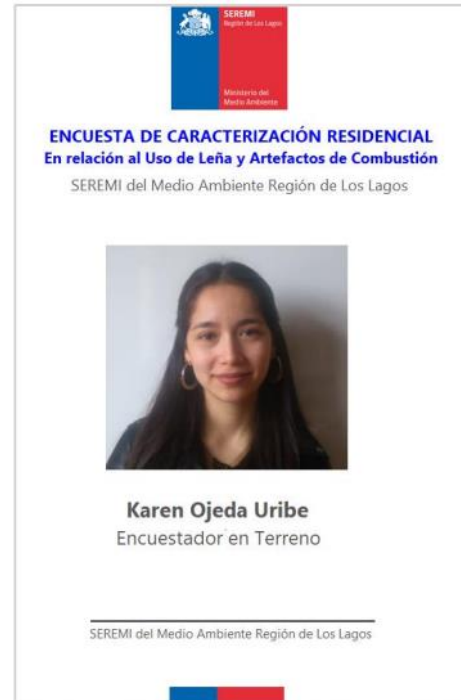 SEREMI
Región de Los Lagos
Ministerio del
Medio Ambiente
ENCUESTA DE CARACTERIZACIÓN RESIDENCIAL
En relación al Uso de Leña y Artefactos de Combustión
SEREMI del Medio Ambiente Región de Los Lagos
Karen Ojeda Uribe
Encuestador en Terreno
SEREMI del Medio Ambiente Región de Los Lagos